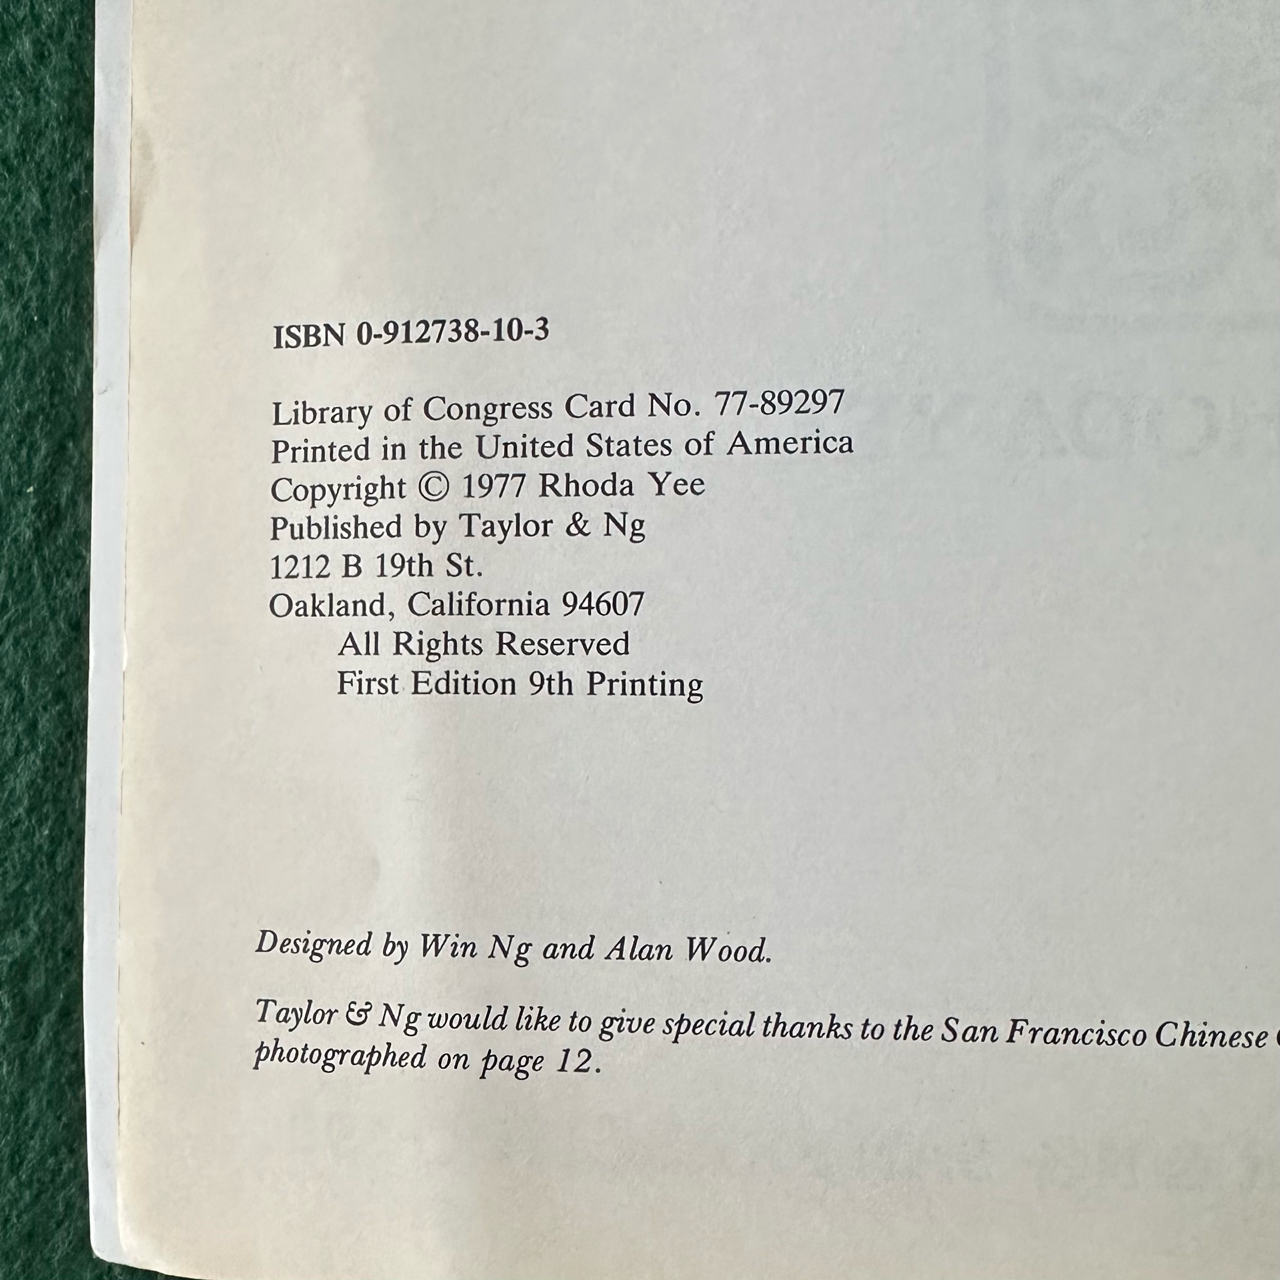 ISBN 0-912738-10-3
Library of Congress Card No. 77-89297
Printed in the United States of America
Copyright © 1977 Rhoda Yee
Published by Taylor & Ng
1212 B 19th St.
Oakland, California 94607
All Rights Reserved
First Edition 9th Printing
Designed by Win Ng and Alan Wood.
Taylor & Ng would like to give special thanks to the San Francisco Chinese
photographed on page 12.